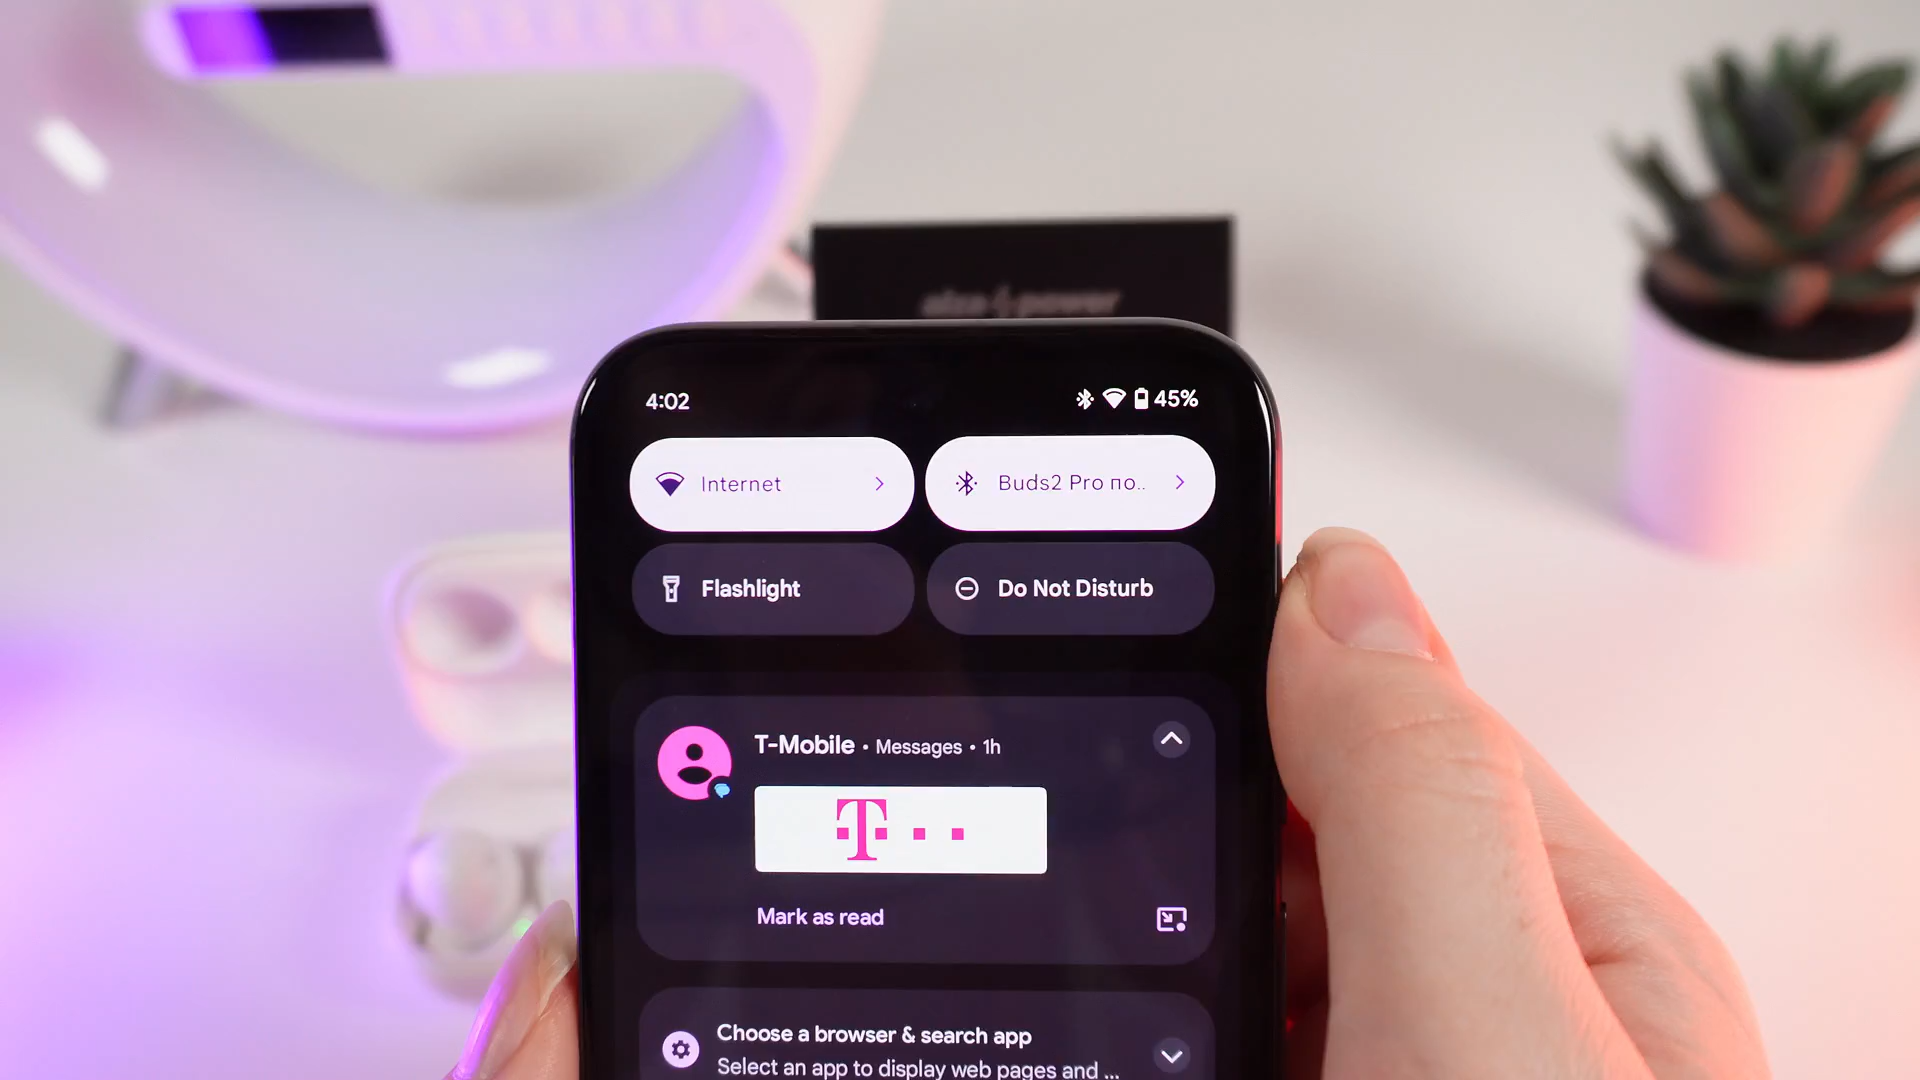 4:02
45%
Internet
Buds2 Pro по..
Flashlight
Do Not Disturb
T-Mobile • Messages • 1h
T
Mark as read
Choose a browser & search app
Select an app to display web pages and ...